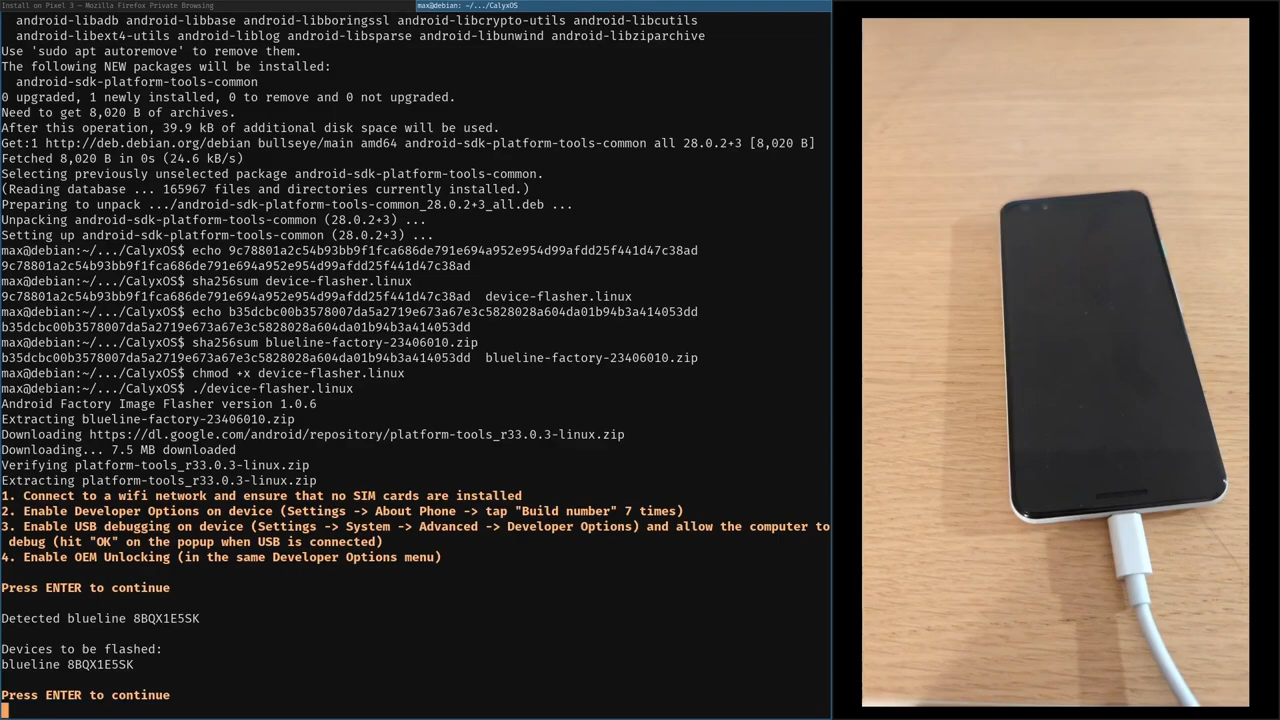 Install on Pixel 3 — Mozilla Firefox Private Browsing
max@debian: ~/.../CalyxOS
android-libadb android-libbase android-libboringssl android-libcrypto-utils android-libcutils
android-libext4-utils android-liblog android-libsparse android-libunwind android-libziparchive
Use 'sudo apt autoremove' to remove them.
The following NEW packages will be installed:
android-sdk-platform-tools-common
0 upgraded, 1 newly installed, 0 to remove and 0 not upgraded.
Need to get 8,020 B of archives.
After this operation, 39.9 kB of additional disk space will be used.
Get:1 http://deb.debian.org/debian bullseye/main amd64 android-sdk-platform-tools-common all 28.0.2+3 [8,020 B]
Fetched 8,020 B in 0s (24.6 kB/s)
Selecting previously unselected package android-sdk-platform-tools-common.
(Reading database ... 165967 files and directories currently installed.)
Preparing to unpack .../android-sdk-platform-tools-common_28.0.2+3_all.deb ...
Unpacking android-sdk-platform-tools-common (28.0.2+3) ...
Setting up android-sdk-platform-tools-common (28.0.2+3) ...
max@debian:~/.../CalyxOS$ echo 9c78801a2c54b93bb9f1fca686de791e694a952e954d99afdd25f441d47c38ad
9c78801a2c54b93bb9f1fca686de791e694a952e954d99afdd25f441d47c38ad
max@debian:~/.../CalyxOS$ sha256sum device-flasher.linux
9c78801a2c54b93bb9f1fca686de791e694a952e954d99afdd25f441d47c38ad  device-flasher.linux
max@debian:~/.../CalyxOS$ echo b35dcbc00b3578007da5a2719e673a67e3c5828028a604da01b94b3a414053dd
b35dcbc00b3578007da5a2719e673a67e3c5828028a604da01b94b3a414053dd
max@debian:~/.../CalyxOS$ sha256sum blueline-factory-23406010.zip
b35dcbc00b3578007da5a2719e673a67e3c5828028a604da01b94b3a414053dd  blueline-factory-23406010.zip
max@debian:~/.../CalyxOS$ chmod +x device-flasher.linux
max@debian:~/.../CalyxOS$ ./device-flasher.linux
Android Factory Image Flasher version 1.0.6
Extracting blueline-factory-23406010.zip
Downloading https://dl.google.com/android/repository/platform-tools_r33.0.3-linux.zip
Downloading... 7.5 MB downloaded
Verifying platform-tools_r33.0.3-linux.zip
Extracting platform-tools_r33.0.3-linux.zip
1. Connect to a wifi network and ensure that no SIM cards are installed
2. Enable Developer Options on device (Settings -> About Phone -> tap "Build number" 7 times)
3. Enable USB debugging on device (Settings -> System -> Advanced -> Developer Options) and allow the computer to
debug (hit "OK" on the popup when USB is connected)
4. Enable OEM Unlocking (in the same Developer Options menu)
Press ENTER to continue
Detected blueline 8BQX1E5SK
Devices to be flashed:
blueline 8BQX1E5SK
Press ENTER to continue